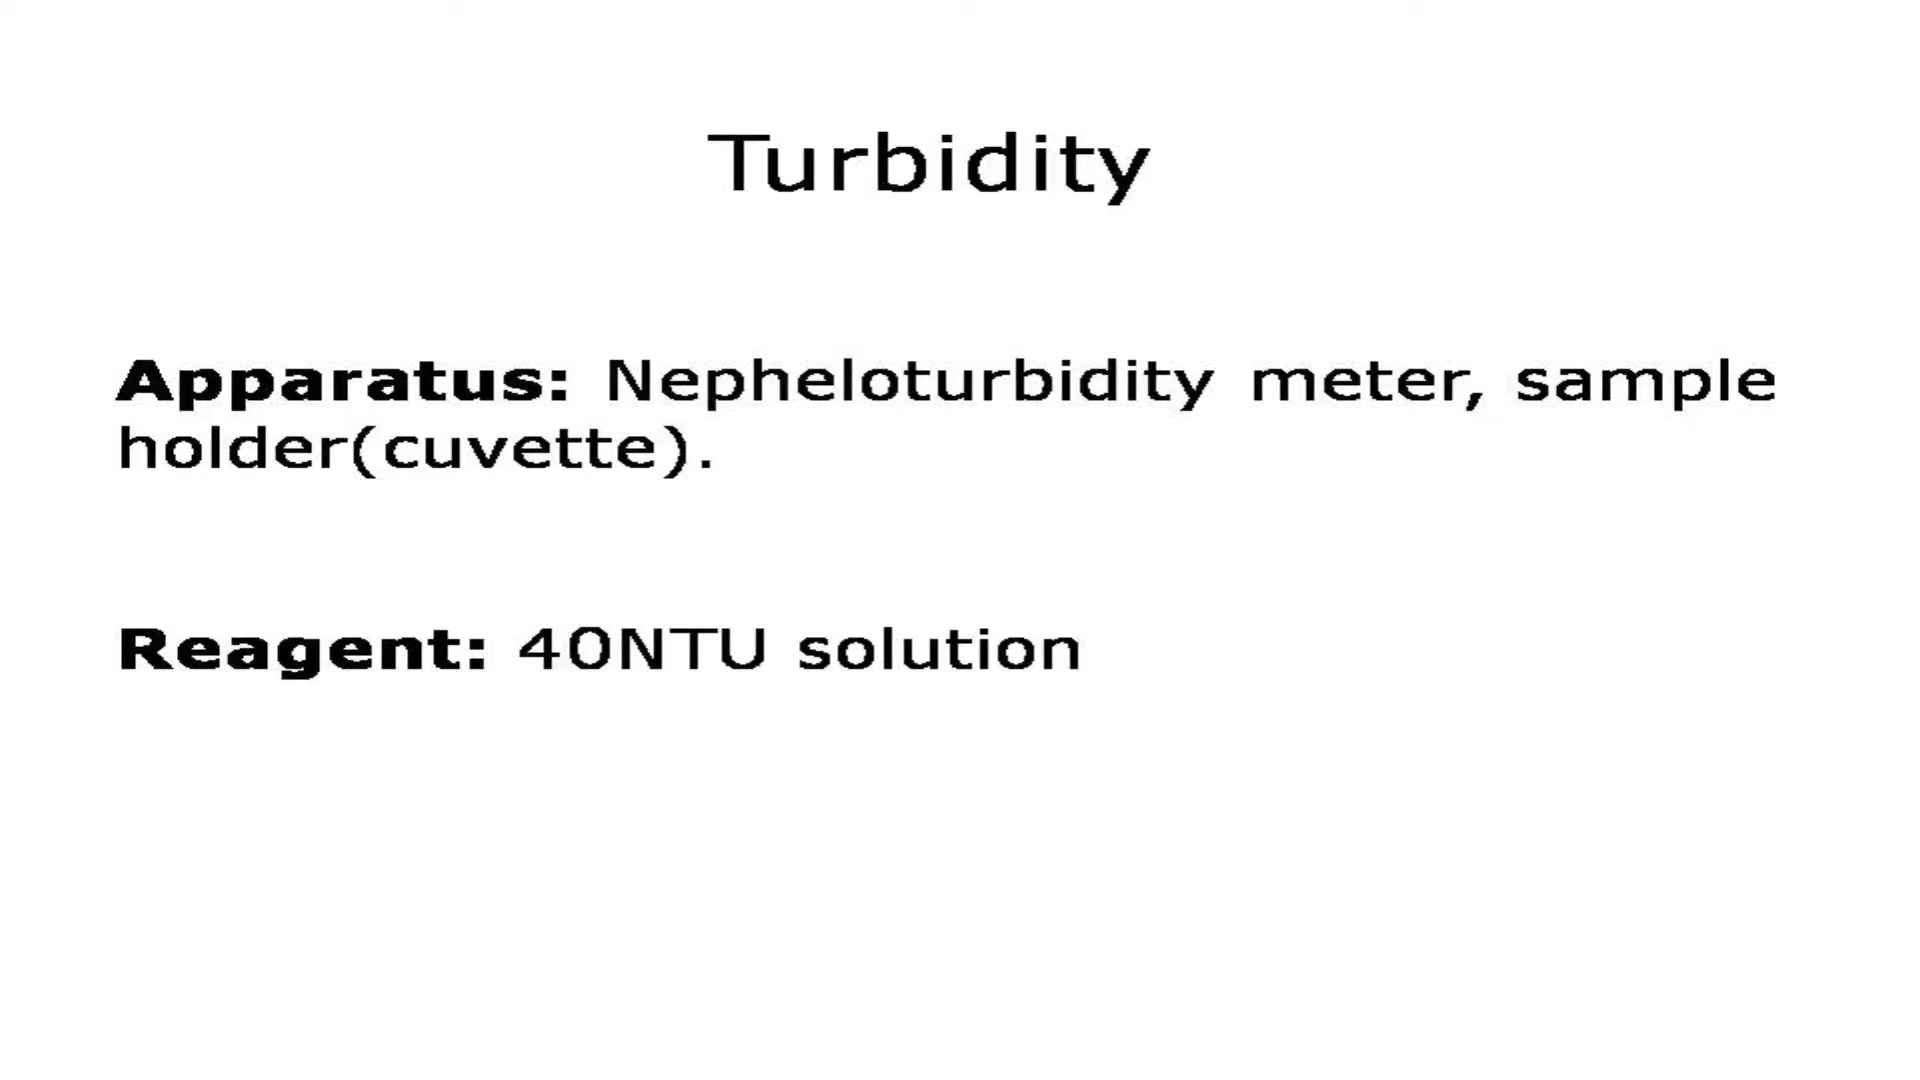 Turbidity
Apparatus: Nepheloturbidity meter, sample
holder(cuvette).
Reagent: 40NTU solution